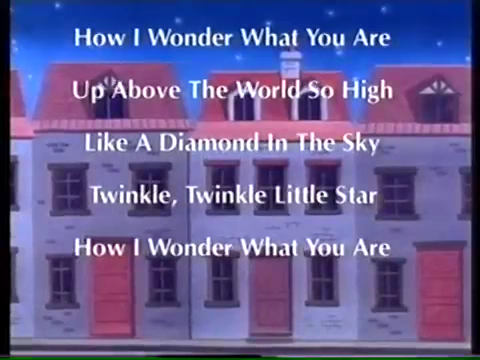 How I Wonder What You Are
Up Above The World So High
Like A Diamond In The Sky
Twinkle, Twinkle Little Star
How I Wonder What You Are